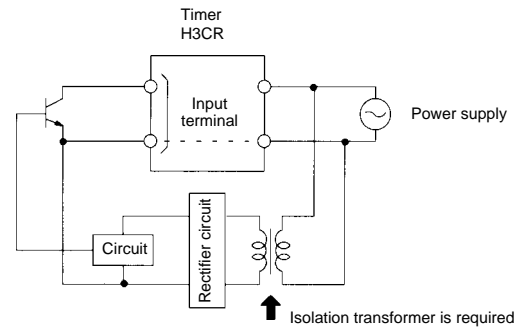 Timer
H3CR
Input
terminal
Power supply
Circuit
Rectifier circuit
Isolation transformer is required